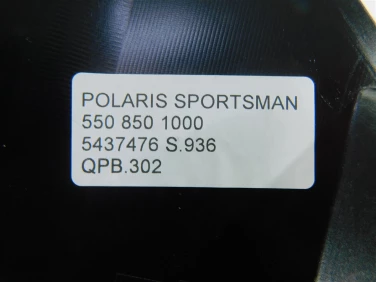 POLARIS SPORTSMAN
550 850 1000
5437476 S.936
QPB.302